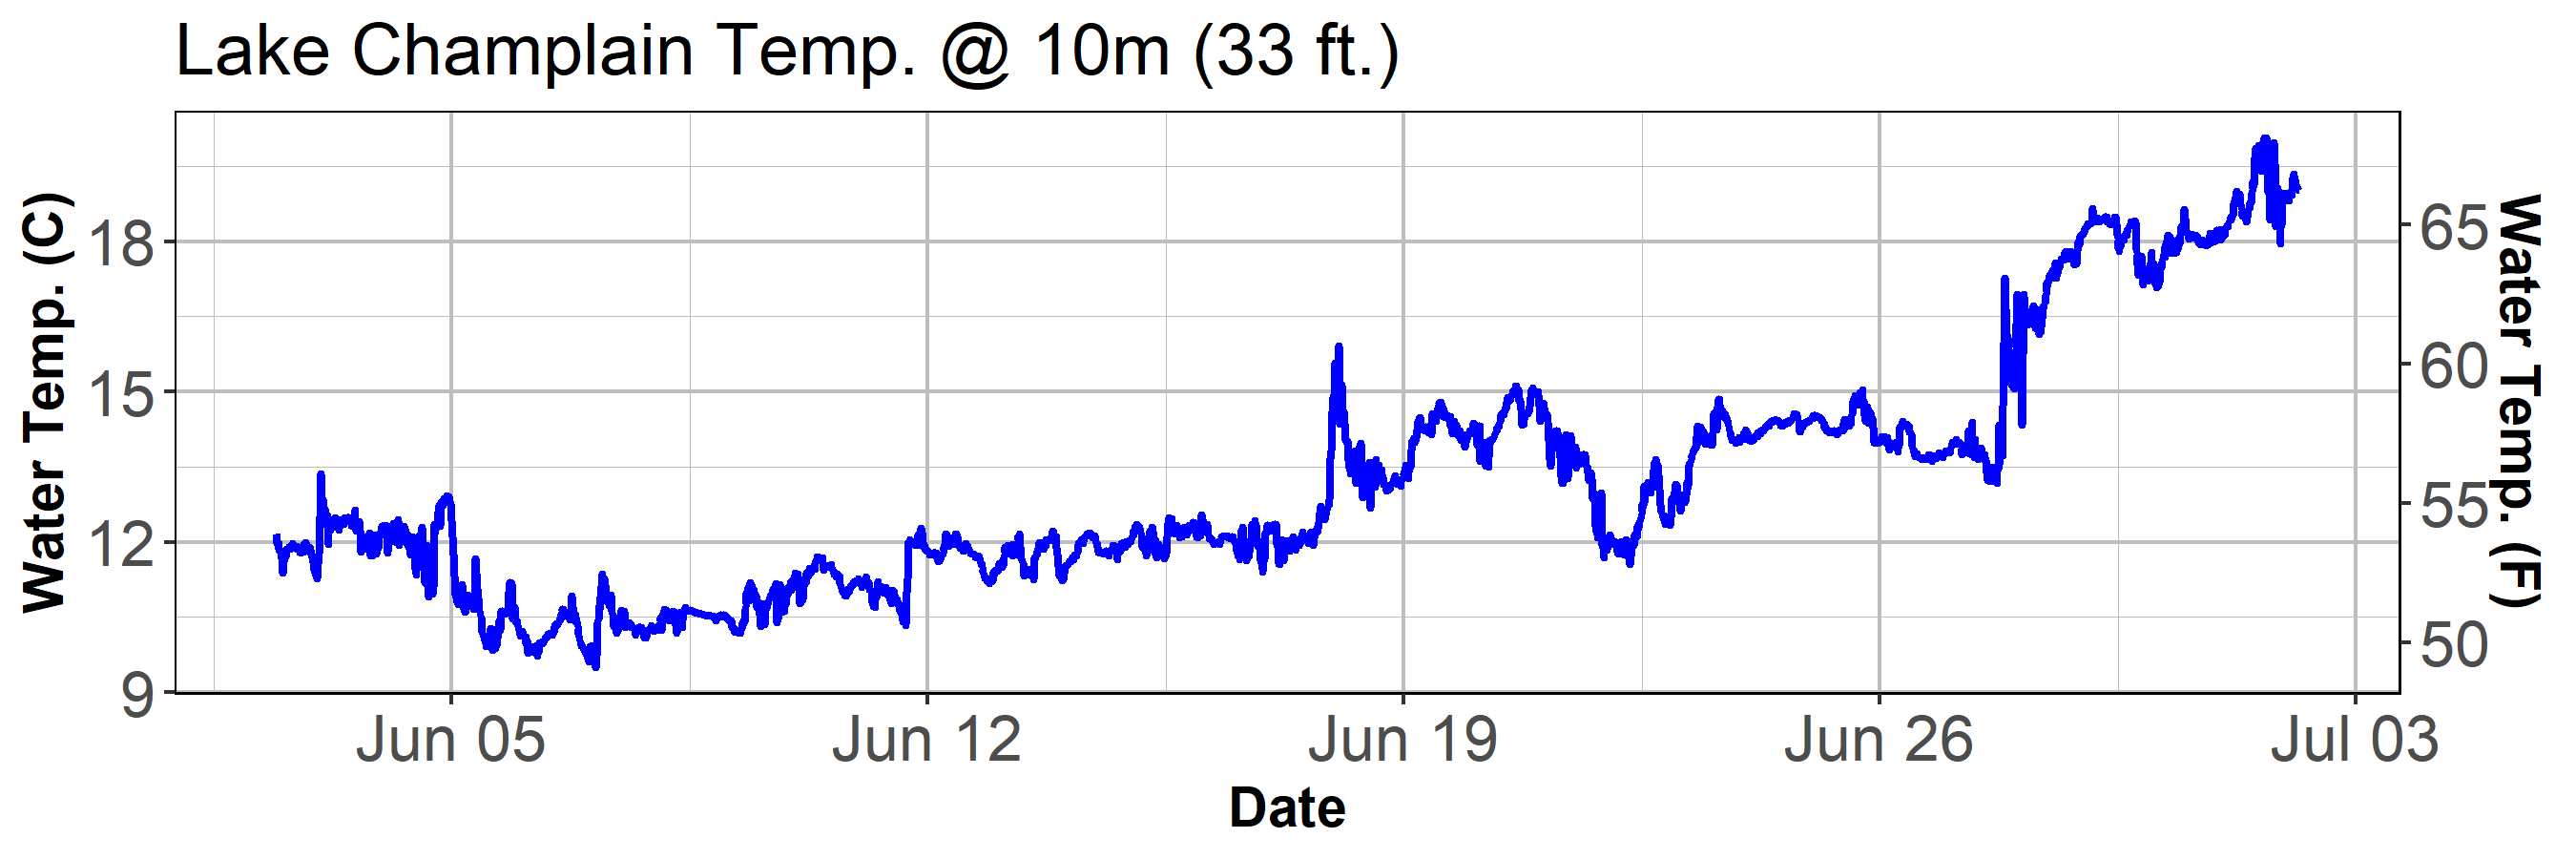 Lake Champlain Temp. @ 10m (33 ft.)
Water Temp. (C)
18
15
12
9
65
60
55
50
Water Temp. (F)
Jun 05 Jun 12 Jun 19 Jun 26 Jul 03
Date